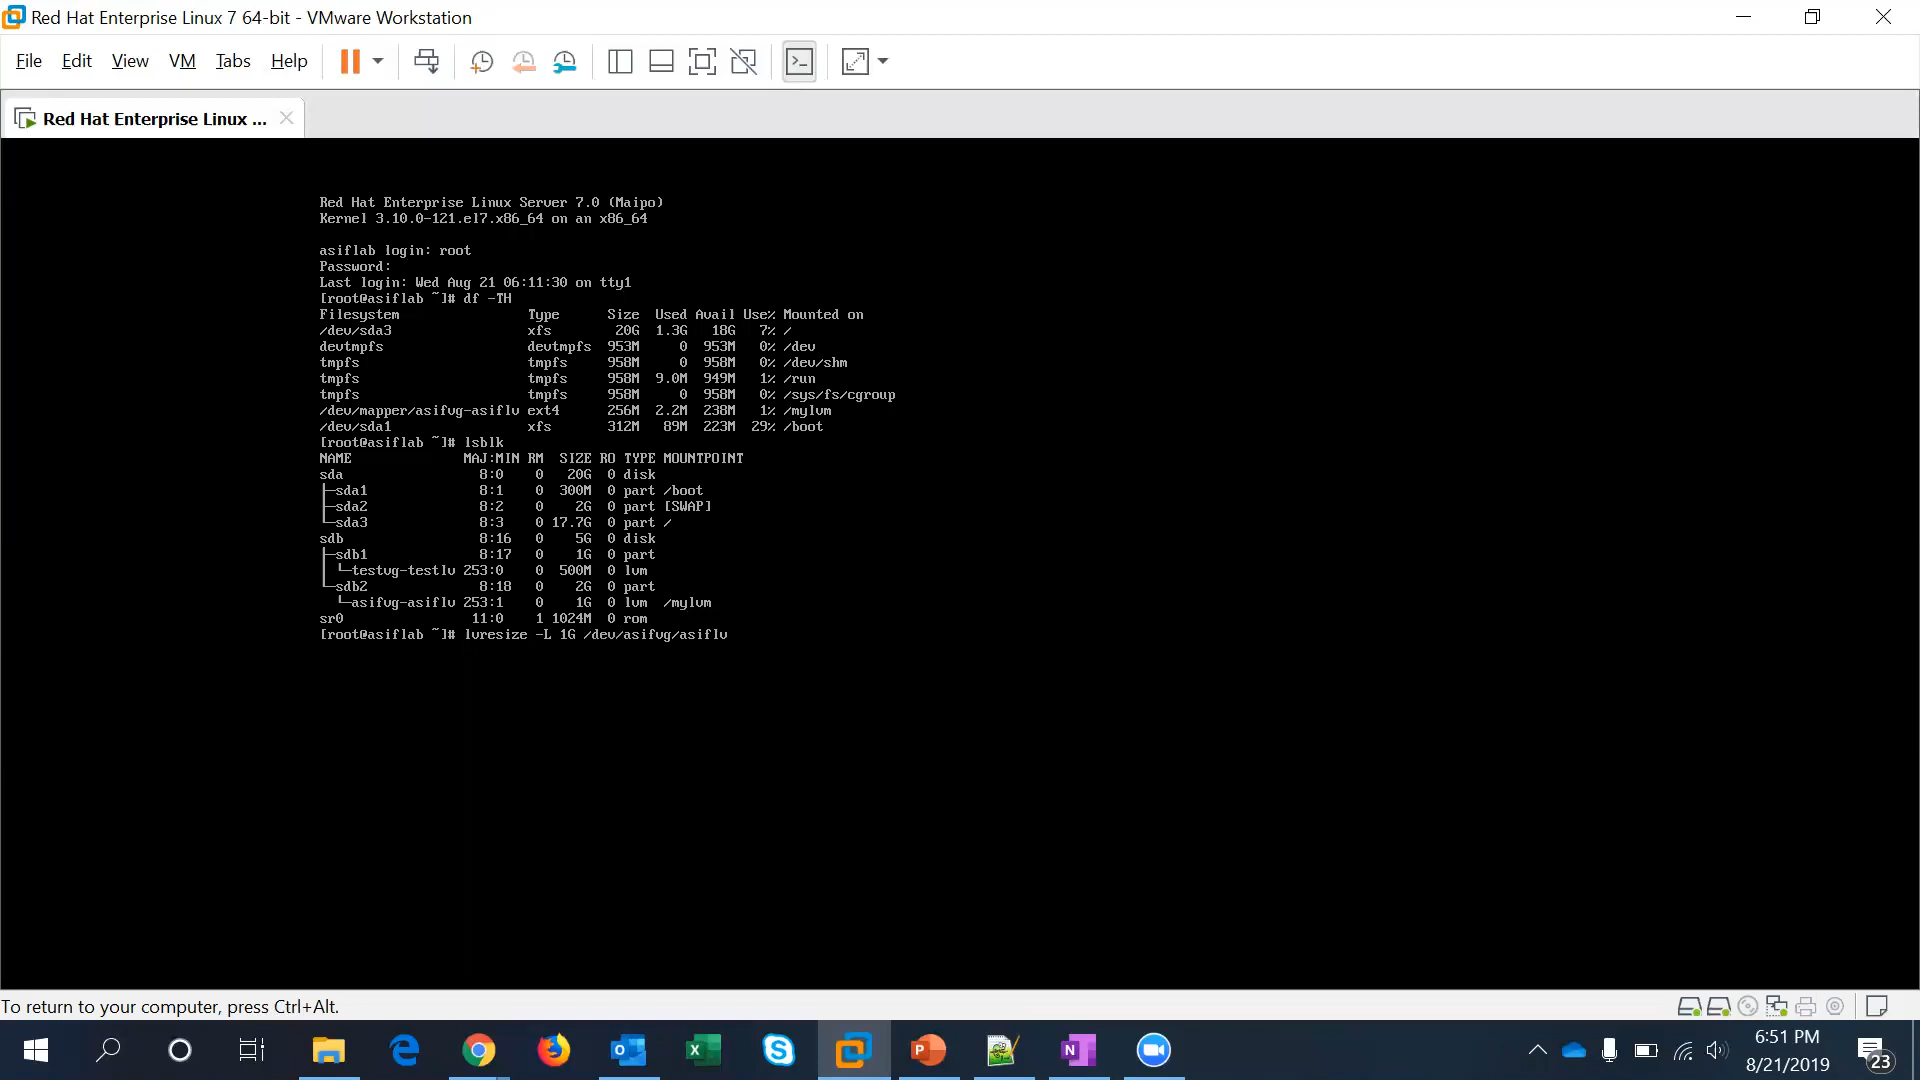 Red Hat Enterprise Linux 7 64-bit - VMware Workstation
File Edit View VM Tabs Help
Red Hat Enterprise Linux ...
Red Hat Enterprise Linux Server 7.0 (Maipo)
Kernel 3.10.0-121.el7.x86_64 on an x86_64
asiflab login: root
Password:
Last login: Wed Aug 21 06:11:30 on tty1
[root@asiflab ~]# df -TH
Filesystem Type Size Used Avail Use% Mounted on
/dev/sda3 xfs 20G 1.3G 18G 7% /
devtmpfs devtmpfs 953M 0 953M 0% /dev
tmpfs tmpfs 958M 0 958M 0% /dev/shm
tmpfs tmpfs 958M 9.0M 949M 1% /run
tmpfs tmpfs 958M 0 958M 0% /sys/fs/cgroup
/dev/mapper/asifvg-asiflv ext4 256M 2.2M 238M 1% /mylvm
/dev/sda1 xfs 312M 89M 223M 29% /boot
[root@asiflab ~]# lsblk
NAME MAJ:MIN RM SIZE RO TYPE MOUNTPOINT
sda 8:0 0 20G 0 disk
├─sda1 8:1 0 300M 0 part /boot
├─sda2 8:2 0 2G 0 part [SWAP]
└─sda3 8:3 0 17.7G 0 part /
sdb 8:16 0 5G 0 disk
├─sdb1 8:17 0 1G 0 part
│ └─testvg-testlv 253:0 0 500M 0 lvm
└─sdb2 8:18 0 2G 0 part
└─asifvg-asiflv 253:1 0 1G 0 lvm /mylvm
sr0 11:0 1 1024M 0 rom
[root@asiflab ~]# lvresize -L 1G /dev/asifvg/asiflv
To return to your computer, press Ctrl+Alt.
6:51 PM
8/21/2019
23